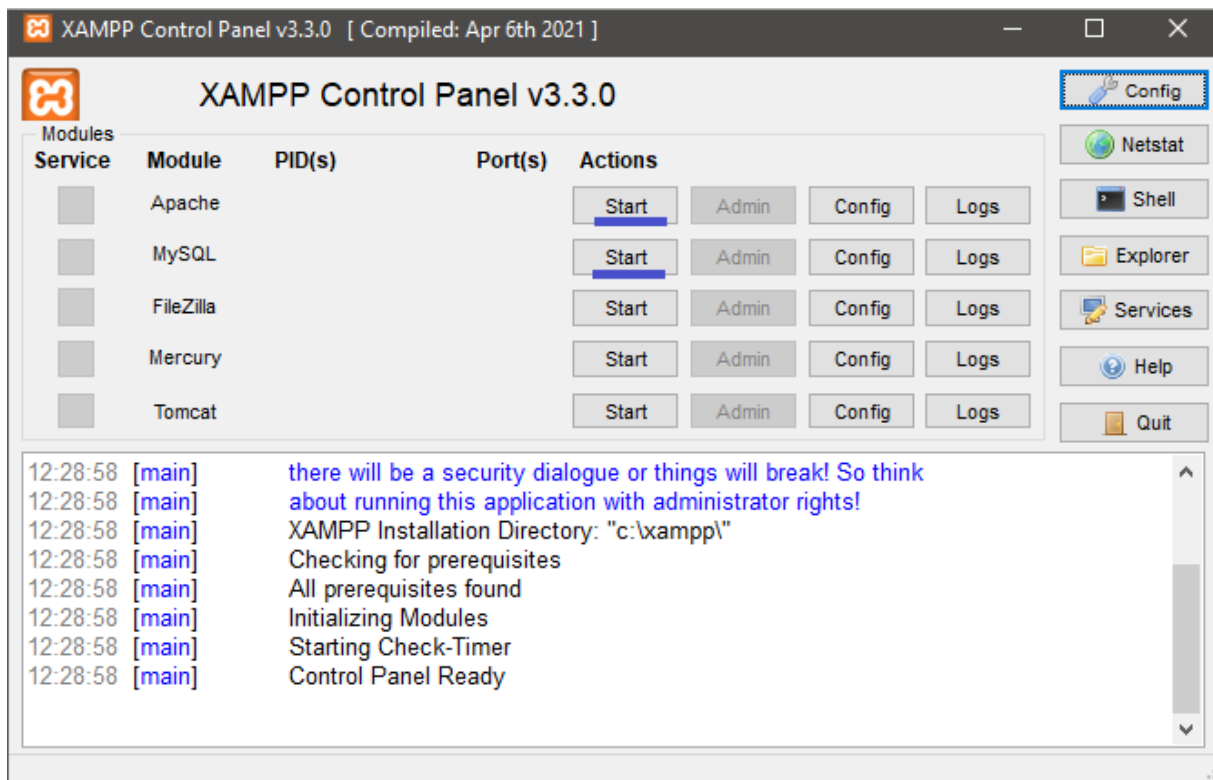 XAMPP Control Panel v3.3.0 [ Compiled: Apr 6th 2021 ]
XAMPP Control Panel v3.3.0
Config
Modules
Netstat
Service Module PID(s) Port(s) Actions
Apache Start Admin Config Logs
Shell
MySQL Start Admin Config Logs
Explorer
FileZilla Start Admin Config Logs
Services
Mercury Start Admin Config Logs
Help
Tomcat Start Admin Config Logs
Quit
12:28:58 [main] there will be a security dialogue or things will break! So think
12:28:58 [main] about running this application with administrator rights!
12:28:58 [main] XAMPP Installation Directory: "c:\xampp\"
12:28:58 [main] Checking for prerequisites
12:28:58 [main] All prerequisites found
12:28:58 [main] Initializing Modules
12:28:58 [main] Starting Check-Timer
12:28:58 [main] Control Panel Ready